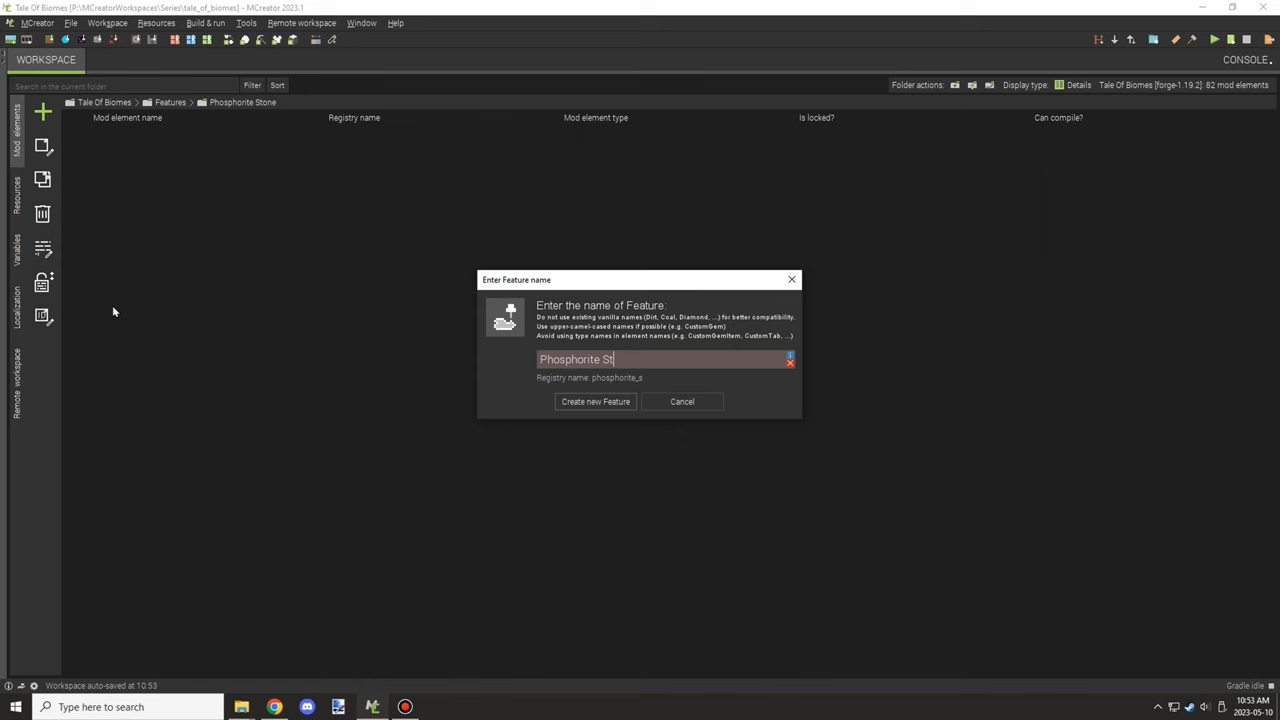 Tale Of Biomes [P:\MCreatorWorkspaces\Series\tale_of_biomes] - MCreator 2023.1
MCreator File Workspace Resources Build & run Tools Remote workspace Window Help
WORKSPACE
CONSOLE
Search in the current folder
Filter
Sort
Folder actions:
Display type:
Details
Tale Of Biomes [forge-1.19.2]: 82 mod elements
Tale Of Biomes
Features
Phosphorite Stone
Mod element name
Registry name
Mod element type
Is locked?
Can compile?
Mod elements
Resources
Variables
Localization
Remote workspace
Enter Feature name
Enter the name of Feature:
Do not use existing vanilla names (Dirt, Coal, Diamond, ...) for better compatibility.
Use upper-camel-cased names if possible (e.g. CustomGem)
Avoid using type names in element names (e.g. CustomGemItem, CustomTab, ...)
Phosphorite St
Registry name: phosphorite_s
Create new Feature
Cancel
Workspace auto-saved at 10:53
Gradle idle
Type here to search
10:53 AM
2023-05-10